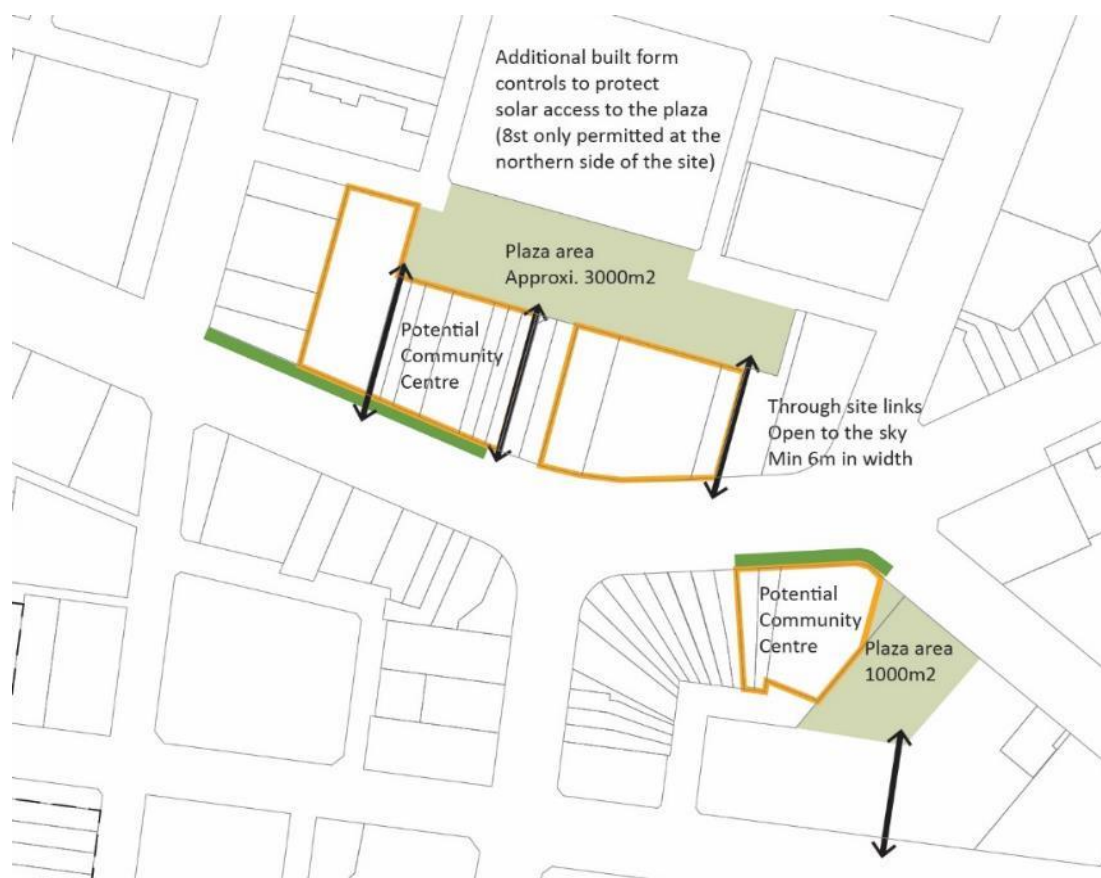 Additional built form
controls to protect
solar access to the plaza
(8st only permitted at the
northern side of the site)
Plaza area
Approxi. 3000m2
Potential
Community
Centre
Through site links
Open to the sky
Min 6m in width
Potential
Community
Centre
Plaza area
1000m2